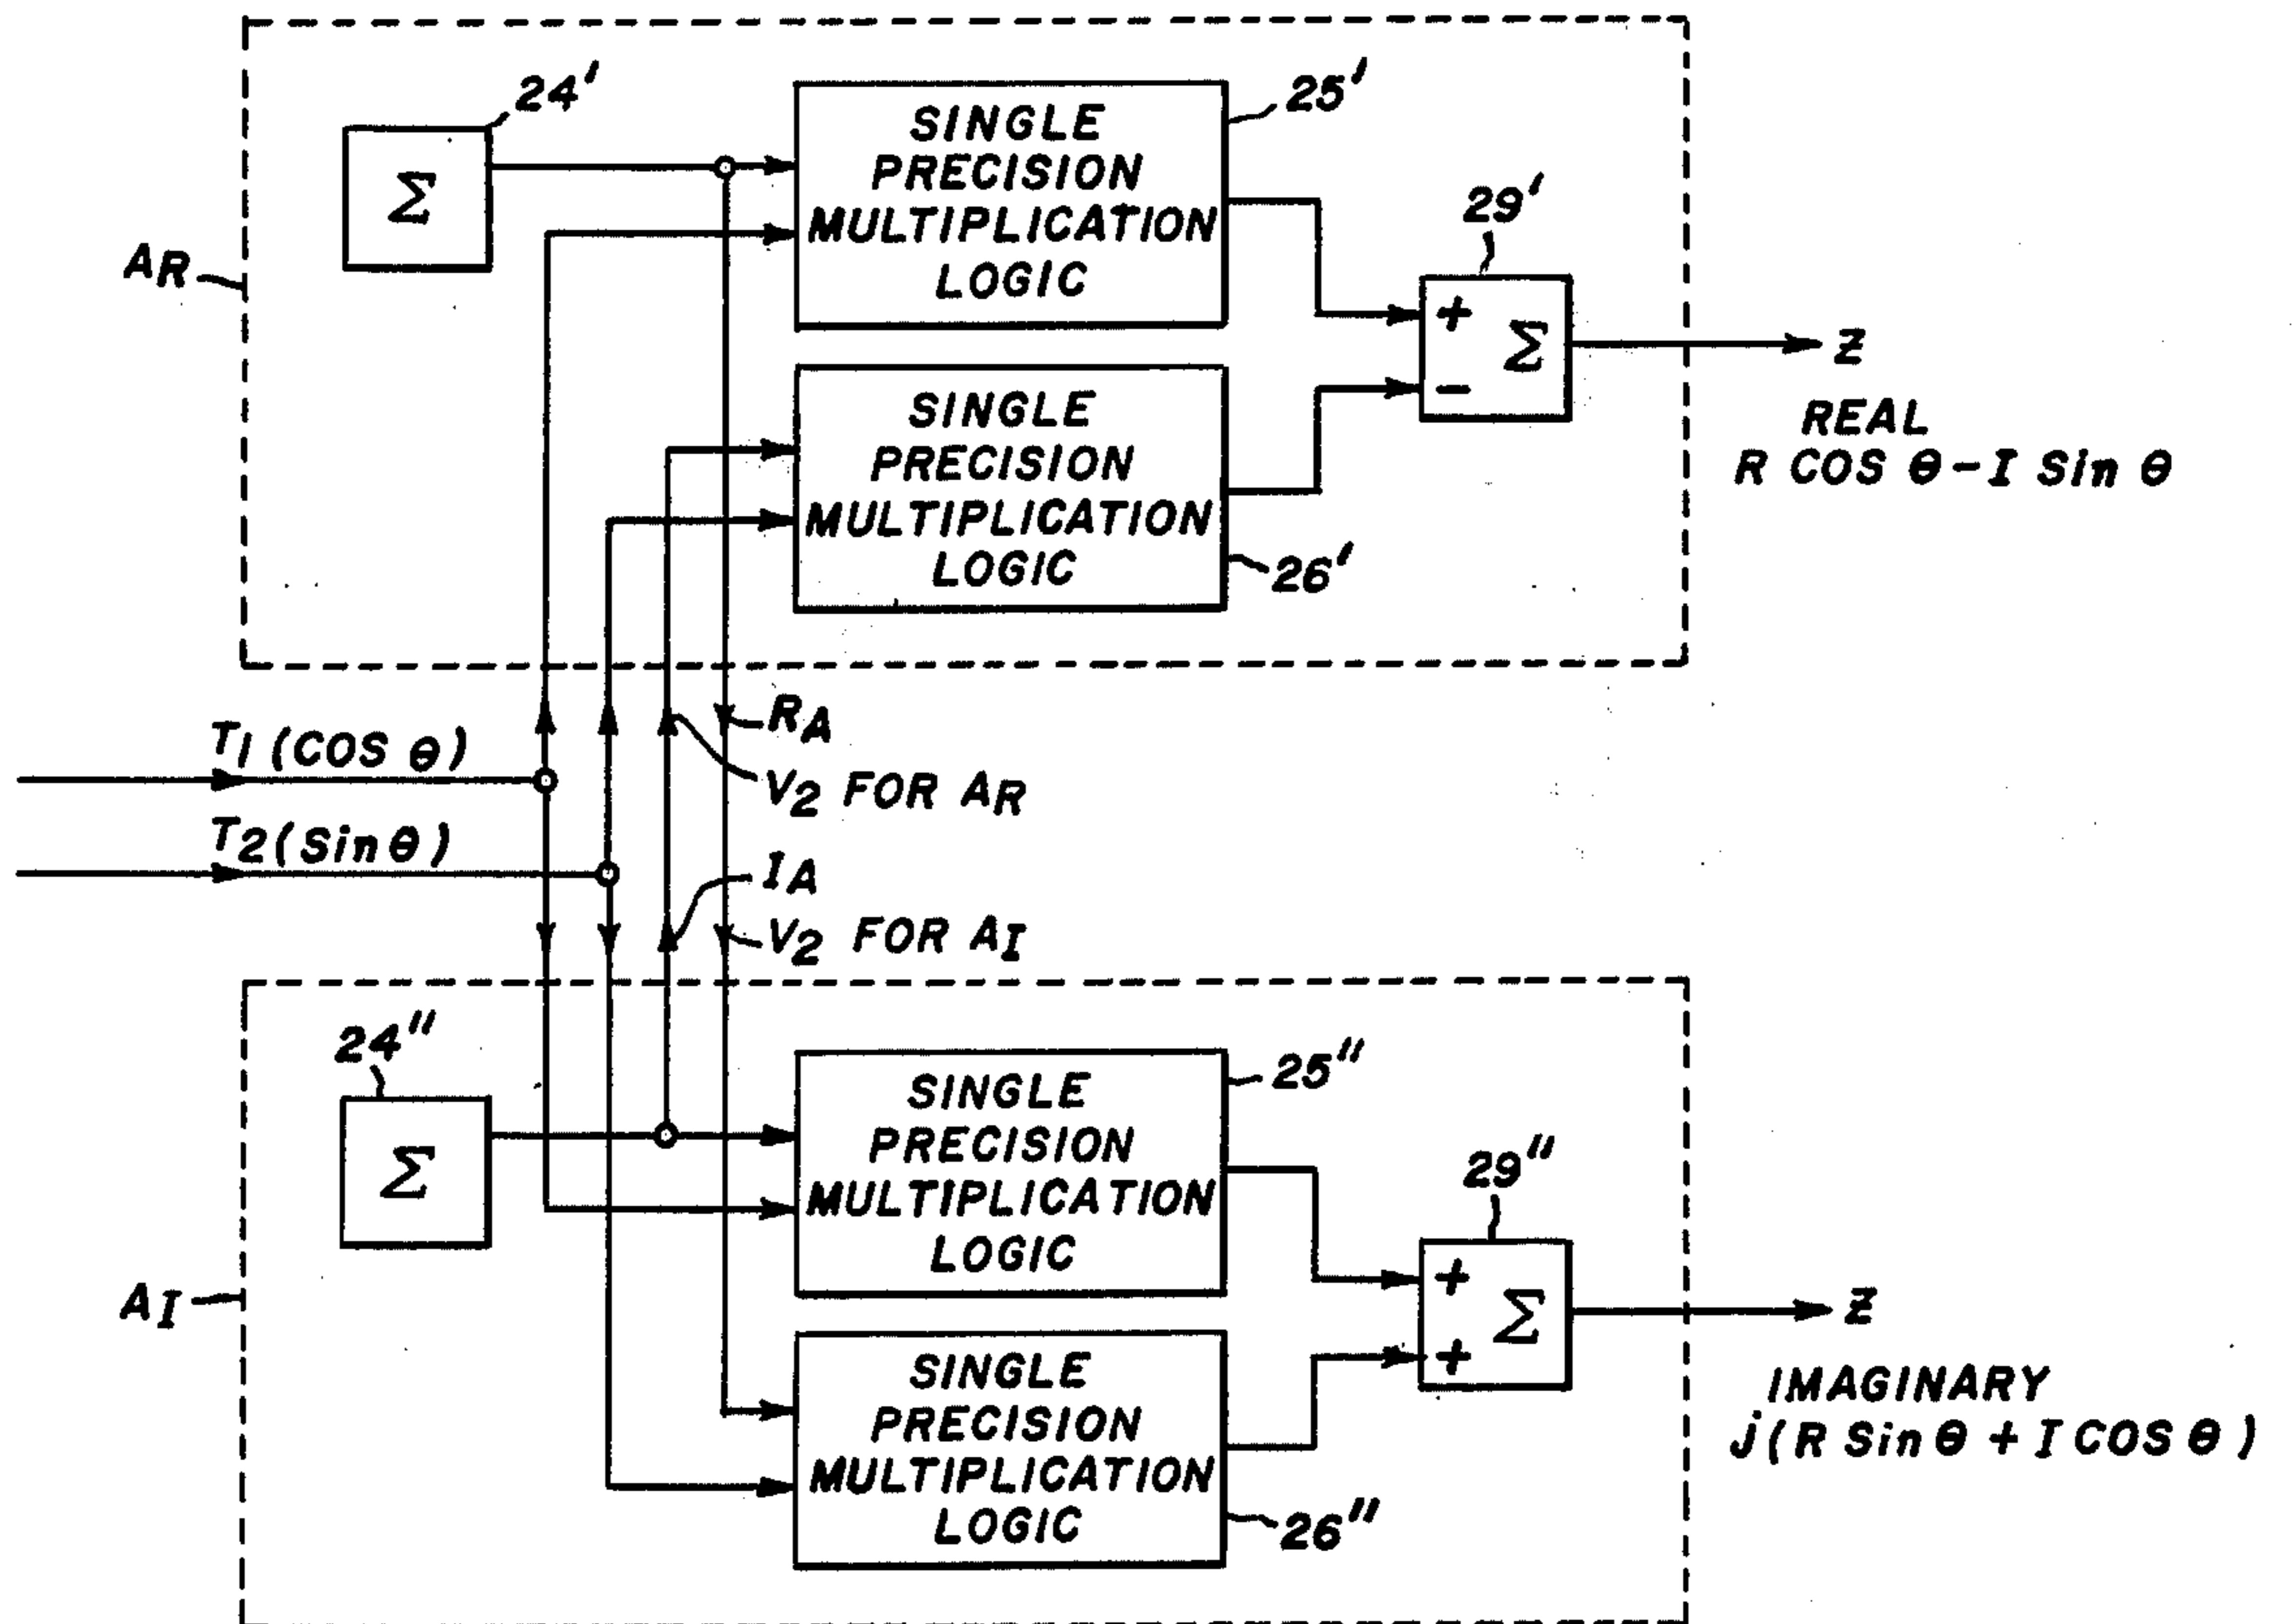 24'
Σ
SINGLE
PRECISION
MULTIPLICATION
LOGIC
25'
29'
+
Σ
-
AR
SINGLE
PRECISION
MULTIPLICATION
LOGIC
26'
Z
REAL
R COS θ-I Sin θ
T1 (COS θ)
T2 (Sin θ)
RA
V2 FOR AR
IA
V2 FOR AI
24"
Σ
SINGLE
PRECISION
MULTIPLICATION
LOGIC
25"
29"
+
Σ
+
AI
SINGLE
PRECISION
MULTIPLICATION
LOGIC
26"
Z
IMAGINARY
j(R Sin θ + I COS θ)